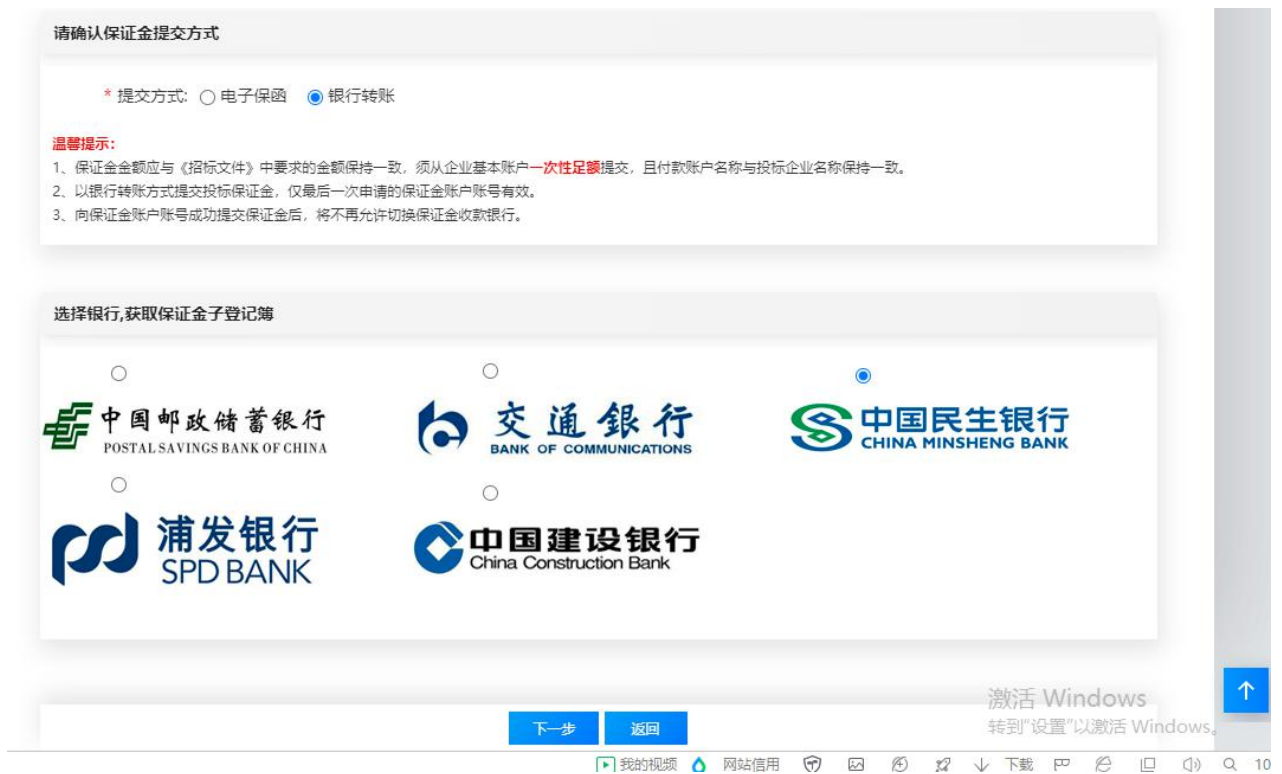 请确认保证金提交方式
* 提交方式: 电子保函 银行转账
温馨提示：
1、保证金金额应与《招标文件》中要求的金额保持一致，须从企业基本账户一次性足额提交，且付款账户名称与投标企业名称保持一致。
2、以银行转账方式提交投标保证金，仅最后一次申请的保证金账户账号有效。
3、向保证金账户账号成功提交保证金后，将不再允许切换保证金收款银行。
选择银行,获取保证金子登记簿
中国邮政储蓄银行
POSTAL SAVINGS BANK OF CHINA
交通銀行
BANK OF COMMUNICATIONS
中国民生银行
CHINA MINSHENG BANK
浦发银行
SPD BANK
中国建设银行
China Construction Bank
激活 Windows
转到"设置"以激活 Windows。
下一步 返回
我的视频 网站信用 下载 10